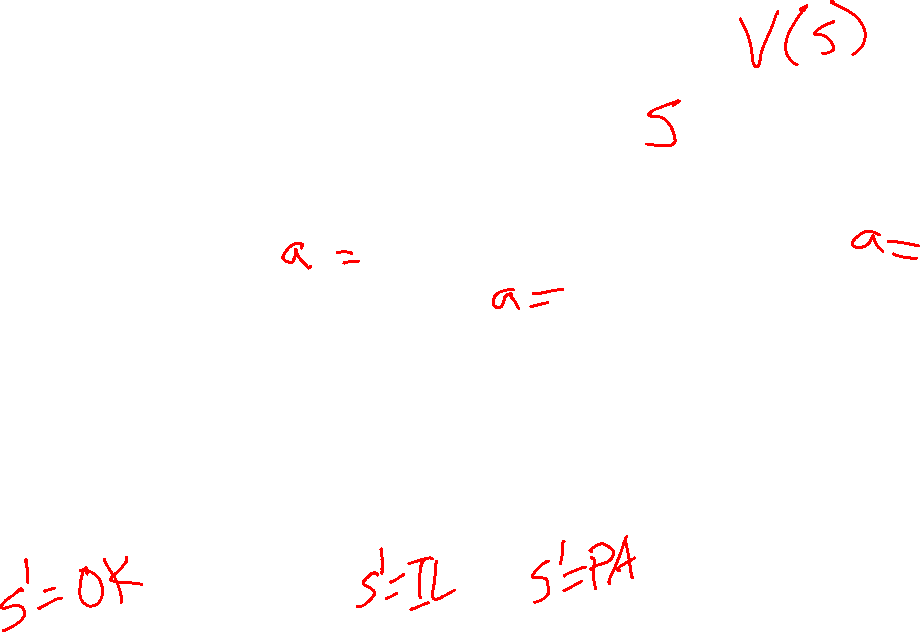 V(s)
s
a =
a =
a =
s'=OK
s'=IL
s'=PA